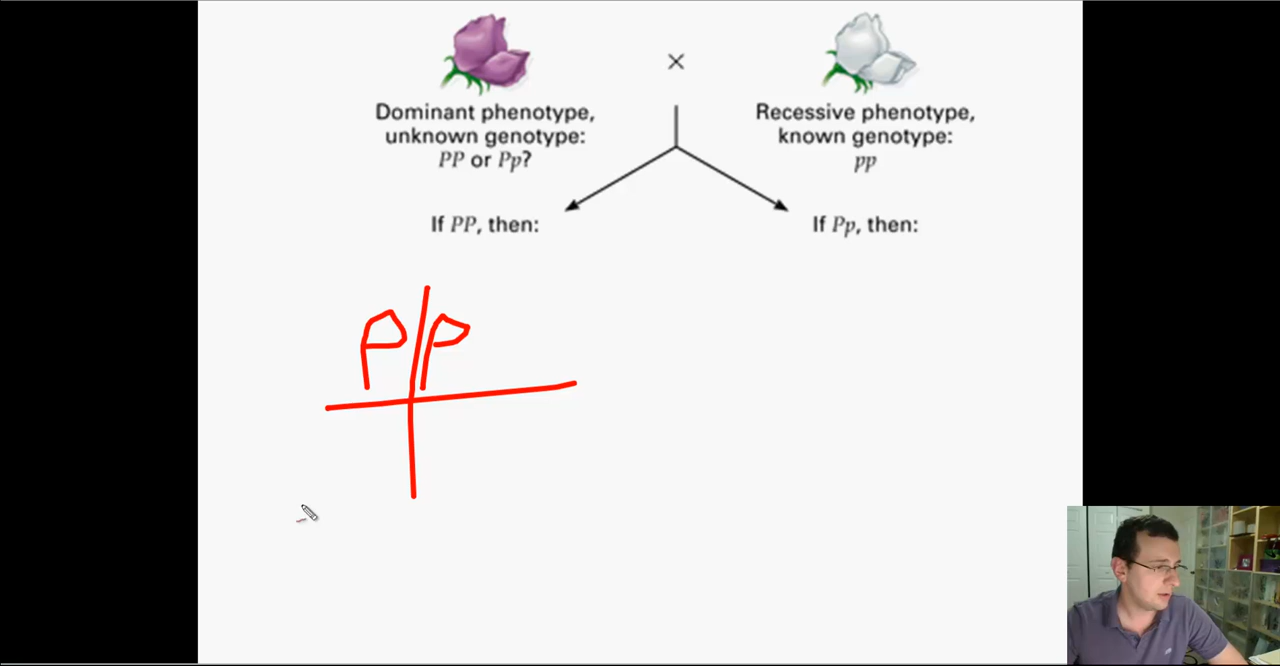 ×
Dominant phenotype,
unknown genotype:
PP or Pp?
Recessive phenotype,
known genotype:
pp
If PP, then:
If Pp, then:
P P